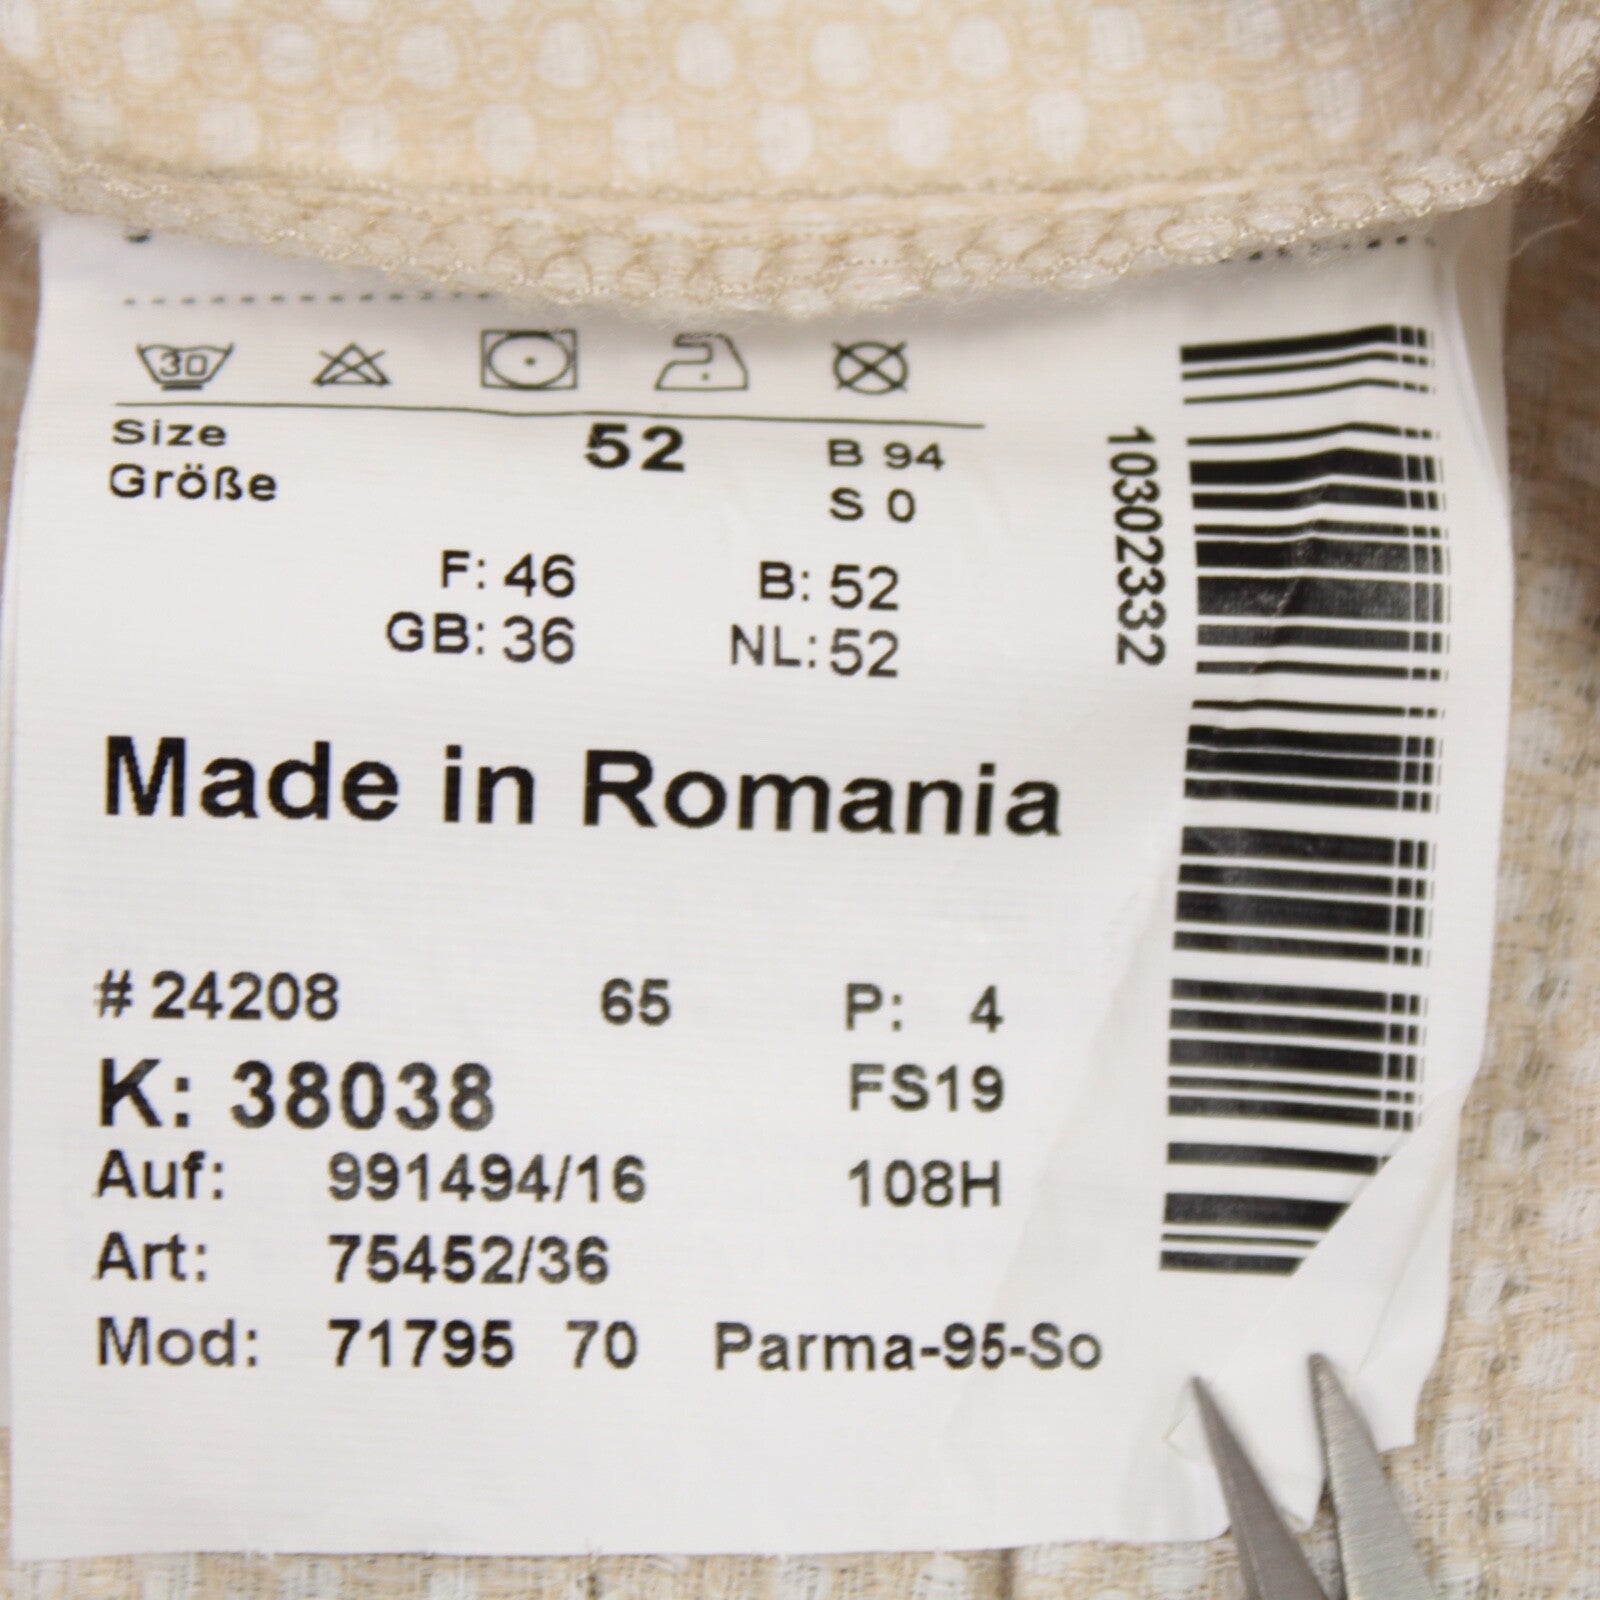 30
Size 52 B 94
Größe S 0
F: 46 B: 52
GB: 36 NL: 52
Made in Romania
# 24208 65 P: 4
K: 38038 FS19
Auf: 991494/16 108H
Art: 75452/36
Mod: 71795 70 Parma-95-So
10302332